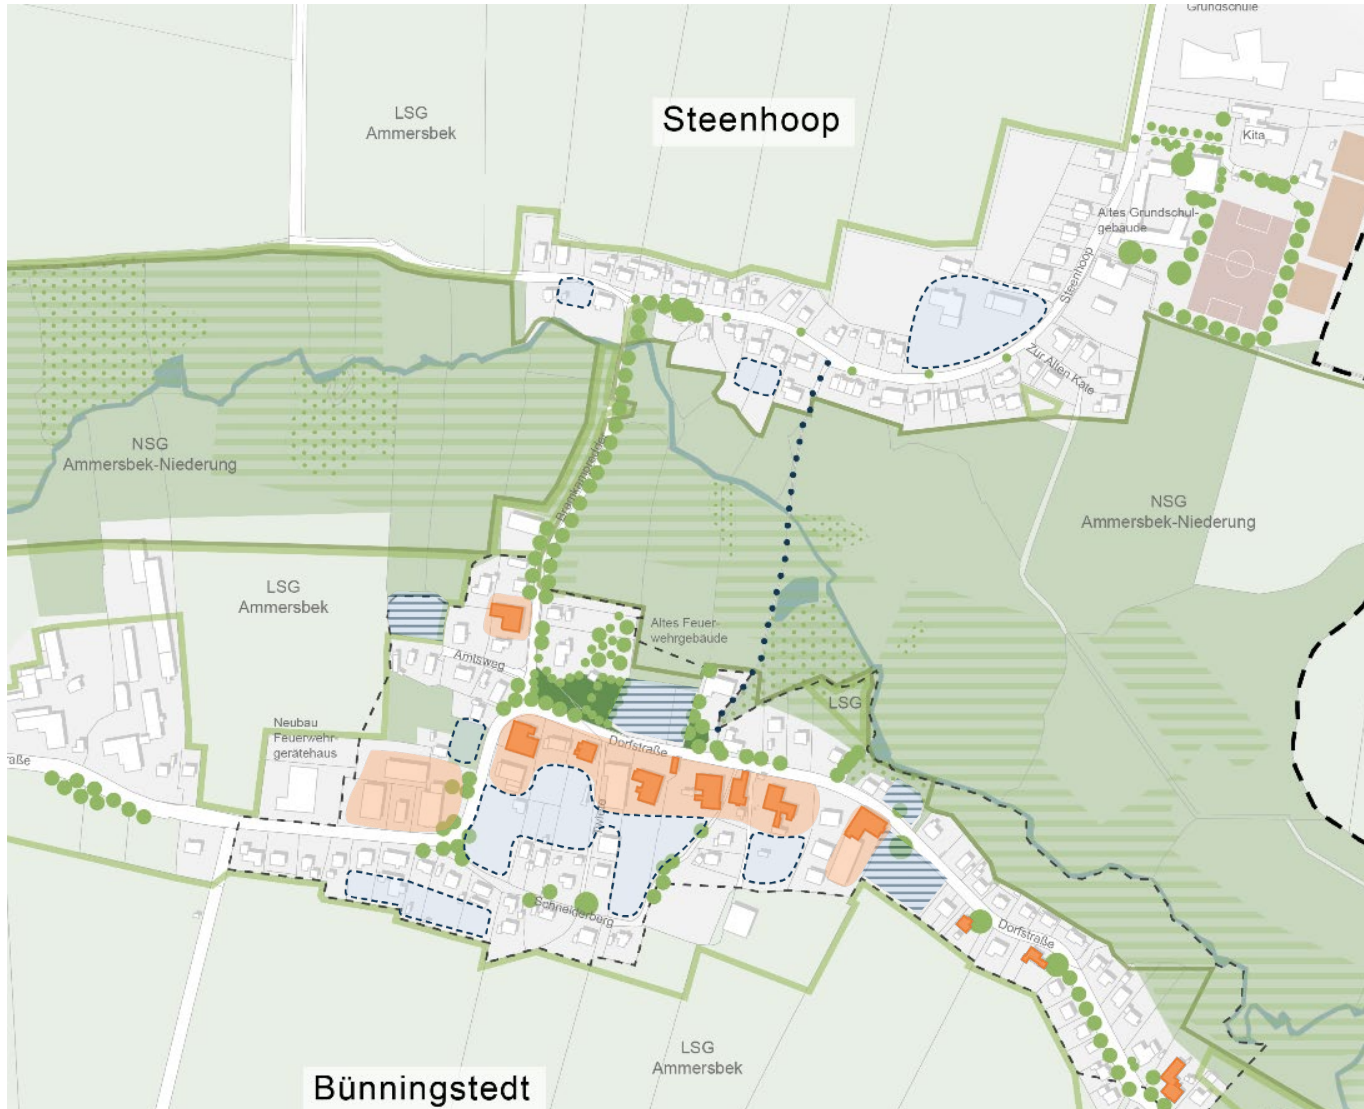 Grundschule
LSG
Ammersbek
Steenhoop
Kita
Altes Grundschul-
gebäude
Steenhoop
Zur Alten Kate
NSG
Ammersbek-Niederung
Bramkampredder
NSG
Ammersbek-Niederung
LSG
Ammersbek
Altes Feuer-
wehrgebäude
Amtsweg
LSG
Neubau
Feuerwehr-
gerätehaus
Dorfstraße
raße
Schneiderberg
Dorfstraße
LSG
Ammersbek
Bünningstedt